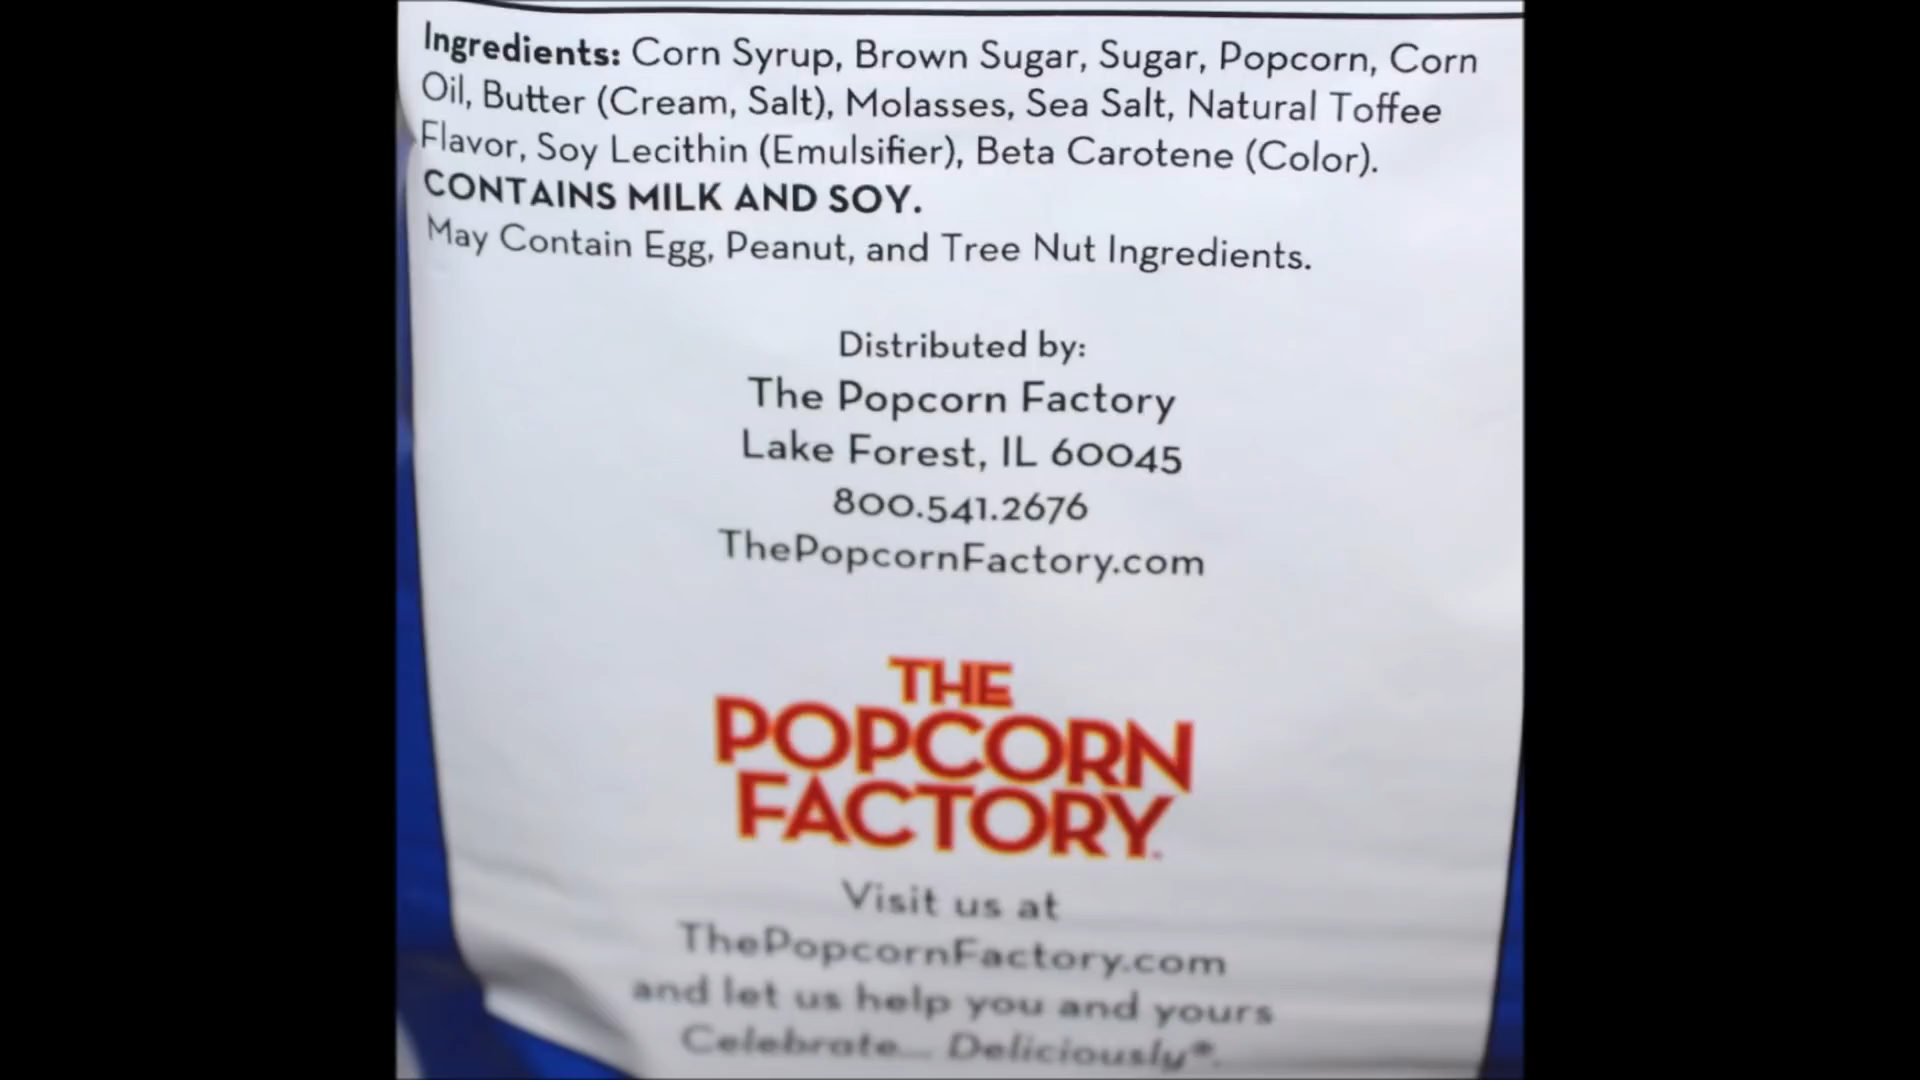 Ingredients: Corn Syrup, Brown Sugar, Sugar, Popcorn, Corn
Oil, Butter (Cream, Salt), Molasses, Sea Salt, Natural Toffee
Flavor, Soy Lecithin (Emulsifier), Beta Carotene (Color).
CONTAINS MILK AND SOY.
May Contain Egg, Peanut, and Tree Nut Ingredients.
Distributed by:
The Popcorn Factory
Lake Forest, IL 60045
800.541.2676
ThePopcornFactory.com
THE
POPCORN
FACTORY
Visit us at
ThePopcornFactory.com
and let us help you and yours
Celebrate... Deliciously®.